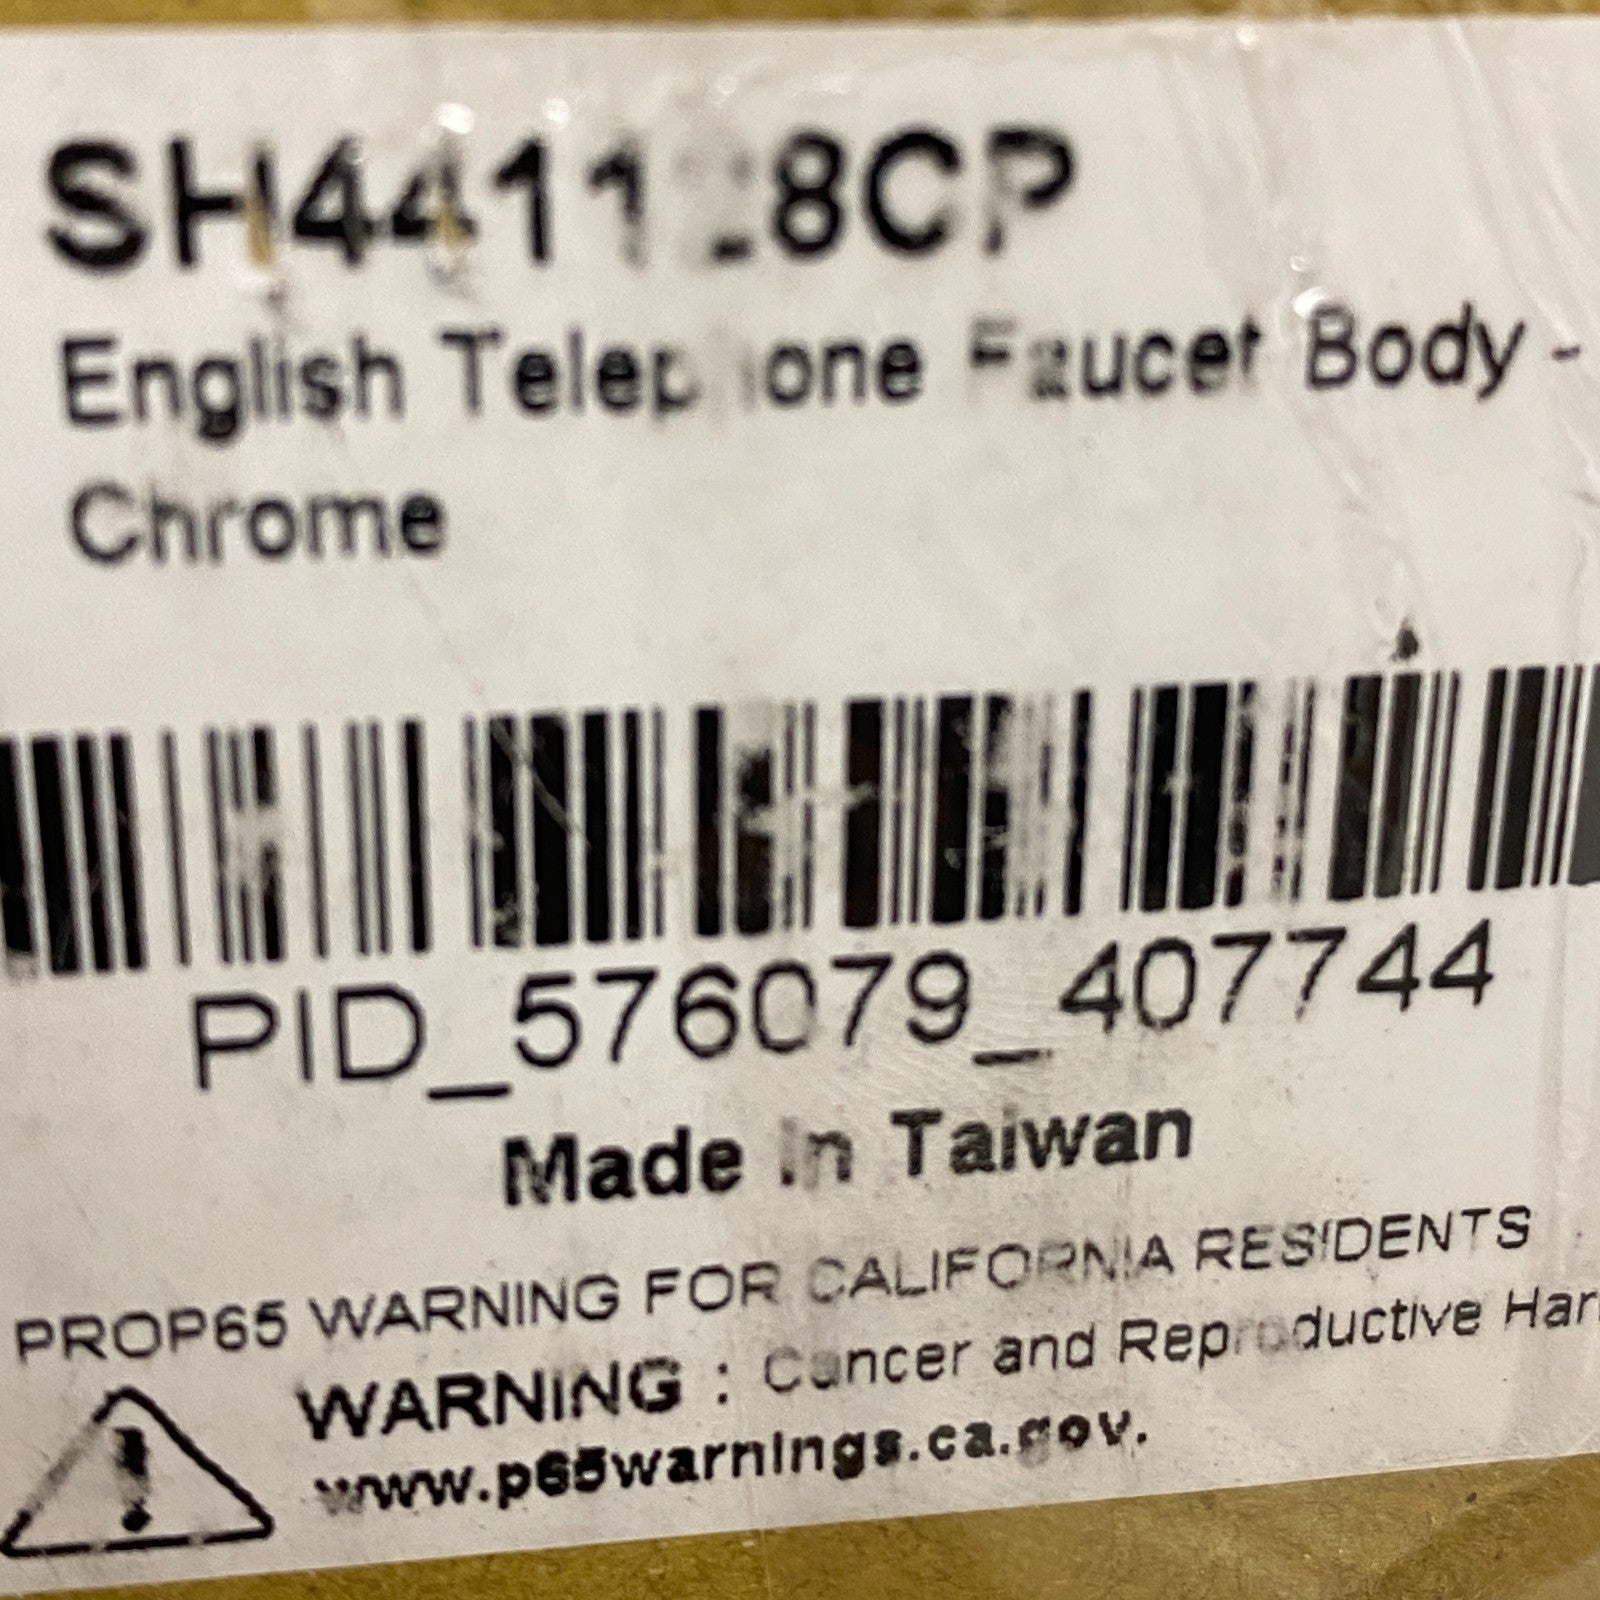 English Telephone Faucet Body -
Chrome
PID_576079_407744
Made in Taiwan
PROP65 WARNING FOR CALIFORNIA RESIDENTS
WARNING : Cancer and Reproductive Har
www.p65warnings.ca.gov.